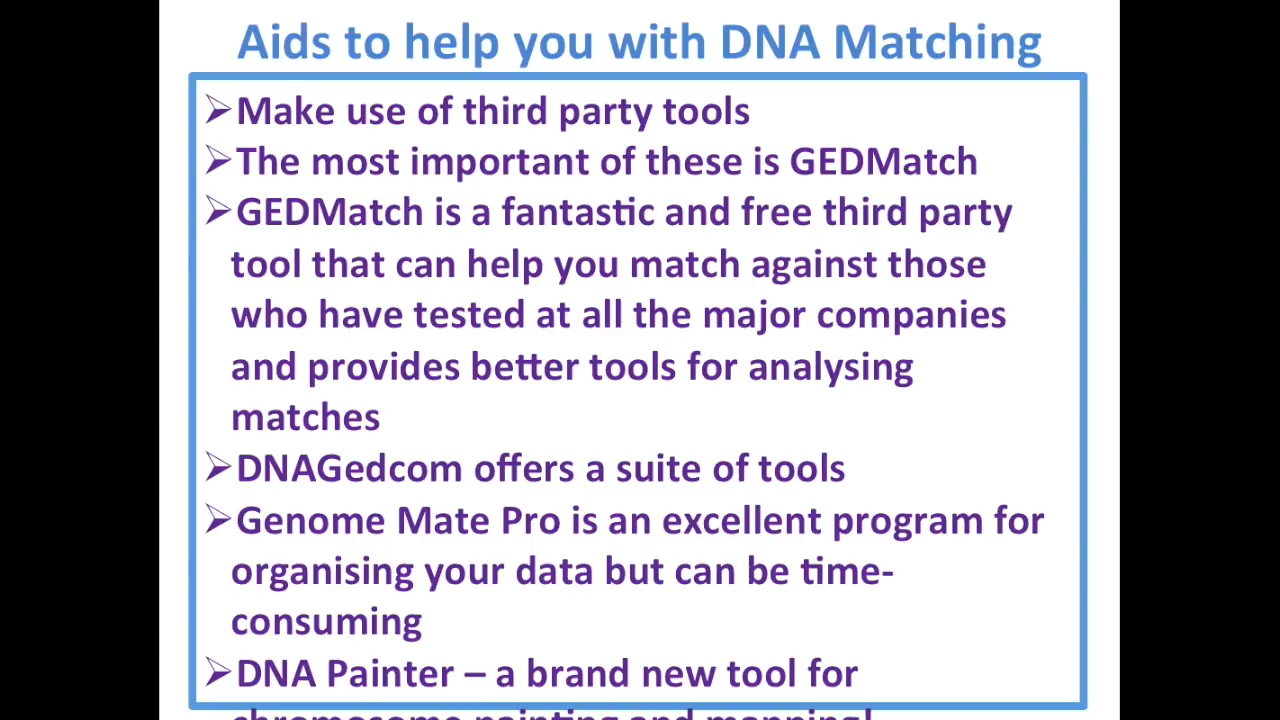 Aids to help you with DNA Matching
➢Make use of third party tools
➢The most important of these is GEDMatch
➢GEDMatch is a fantastic and free third party
tool that can help you match against those
who have tested at all the major companies
and provides better tools for analysing
matches
➢DNAGedcom offers a suite of tools
➢Genome Mate Pro is an excellent program for
organising your data but can be time-
consuming
➢DNA Painter – a brand new tool for
chromosome painting and mapping!